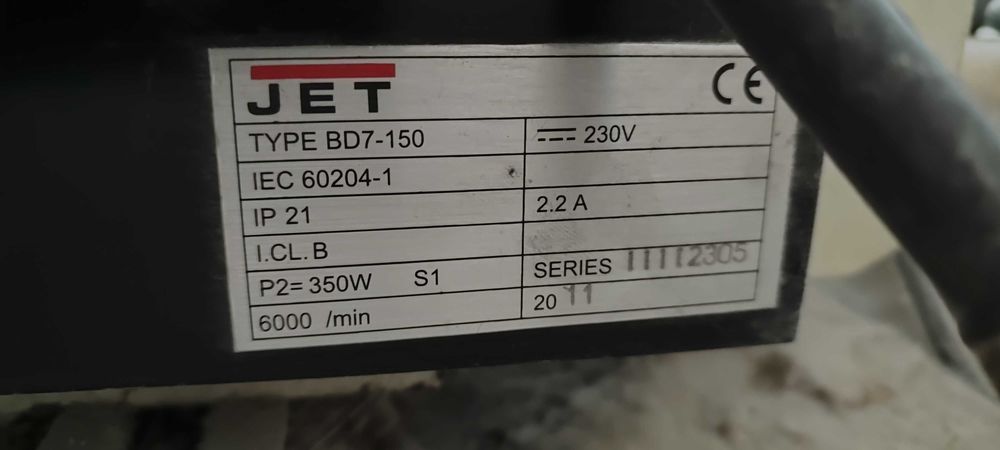 JET CE
TYPE BD7-150 230V
IEC 60204-1
IP 21 2.2 A
I.CL. B
P2= 350W S1 SERIES 11112305
6000 /min 20 11